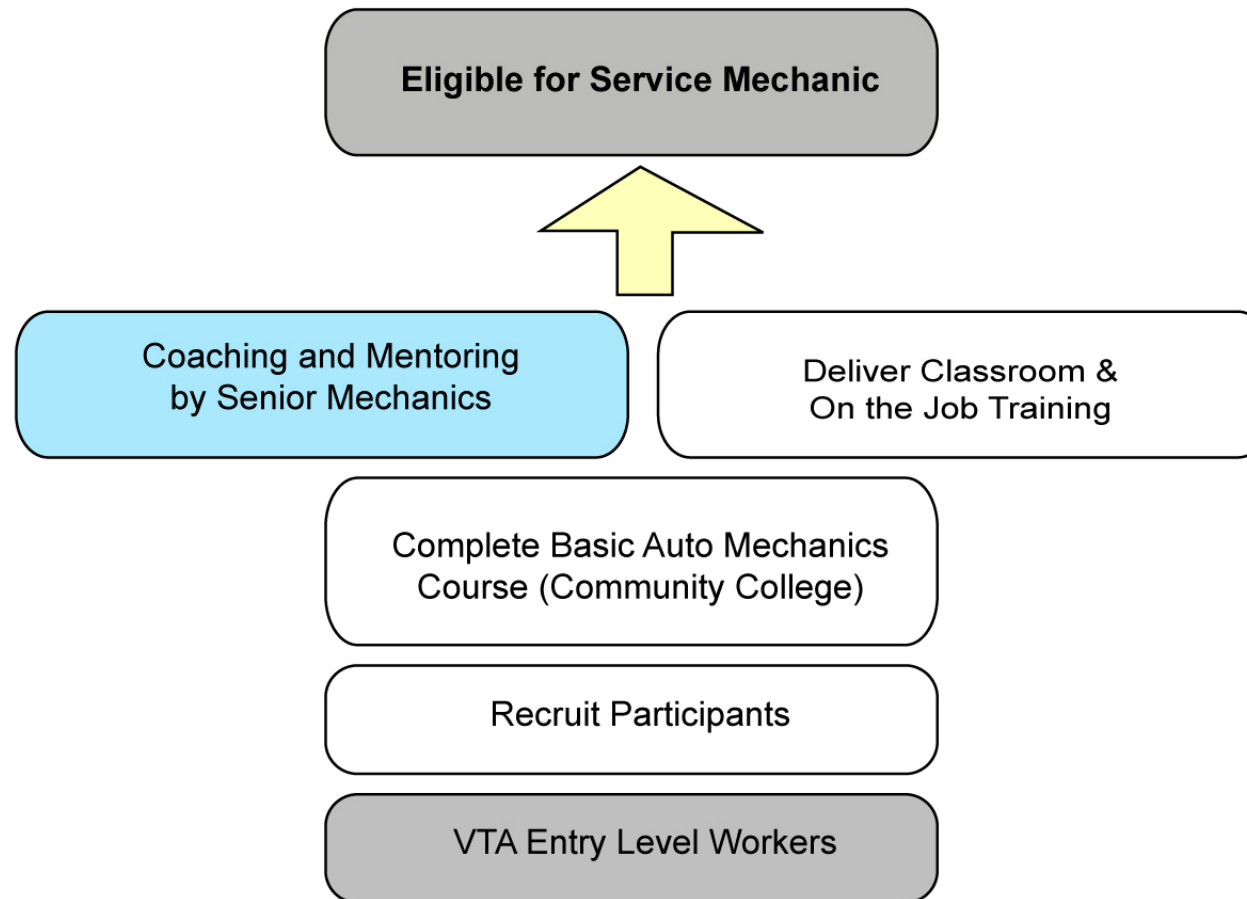 Eligible for Service Mechanic
Coaching and Mentoring
by Senior Mechanics
Deliver Classroom &
On the Job Training
Complete Basic Auto Mechanics
Course (Community College)
Recruit Participants
VTA Entry Level Workers